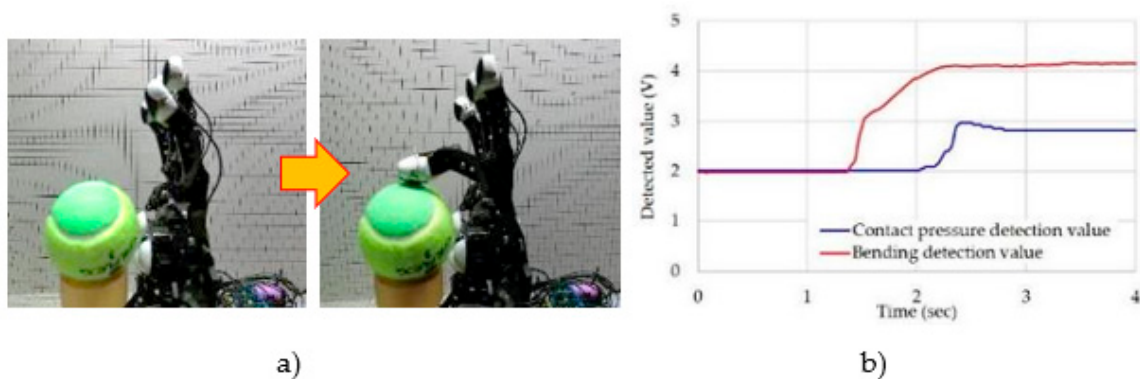 5
4
3
2
1
0
Detected value (V)
Contact pressure detection value
Bending detection value
0 1 2 3 4
Time (sec)
a) b)